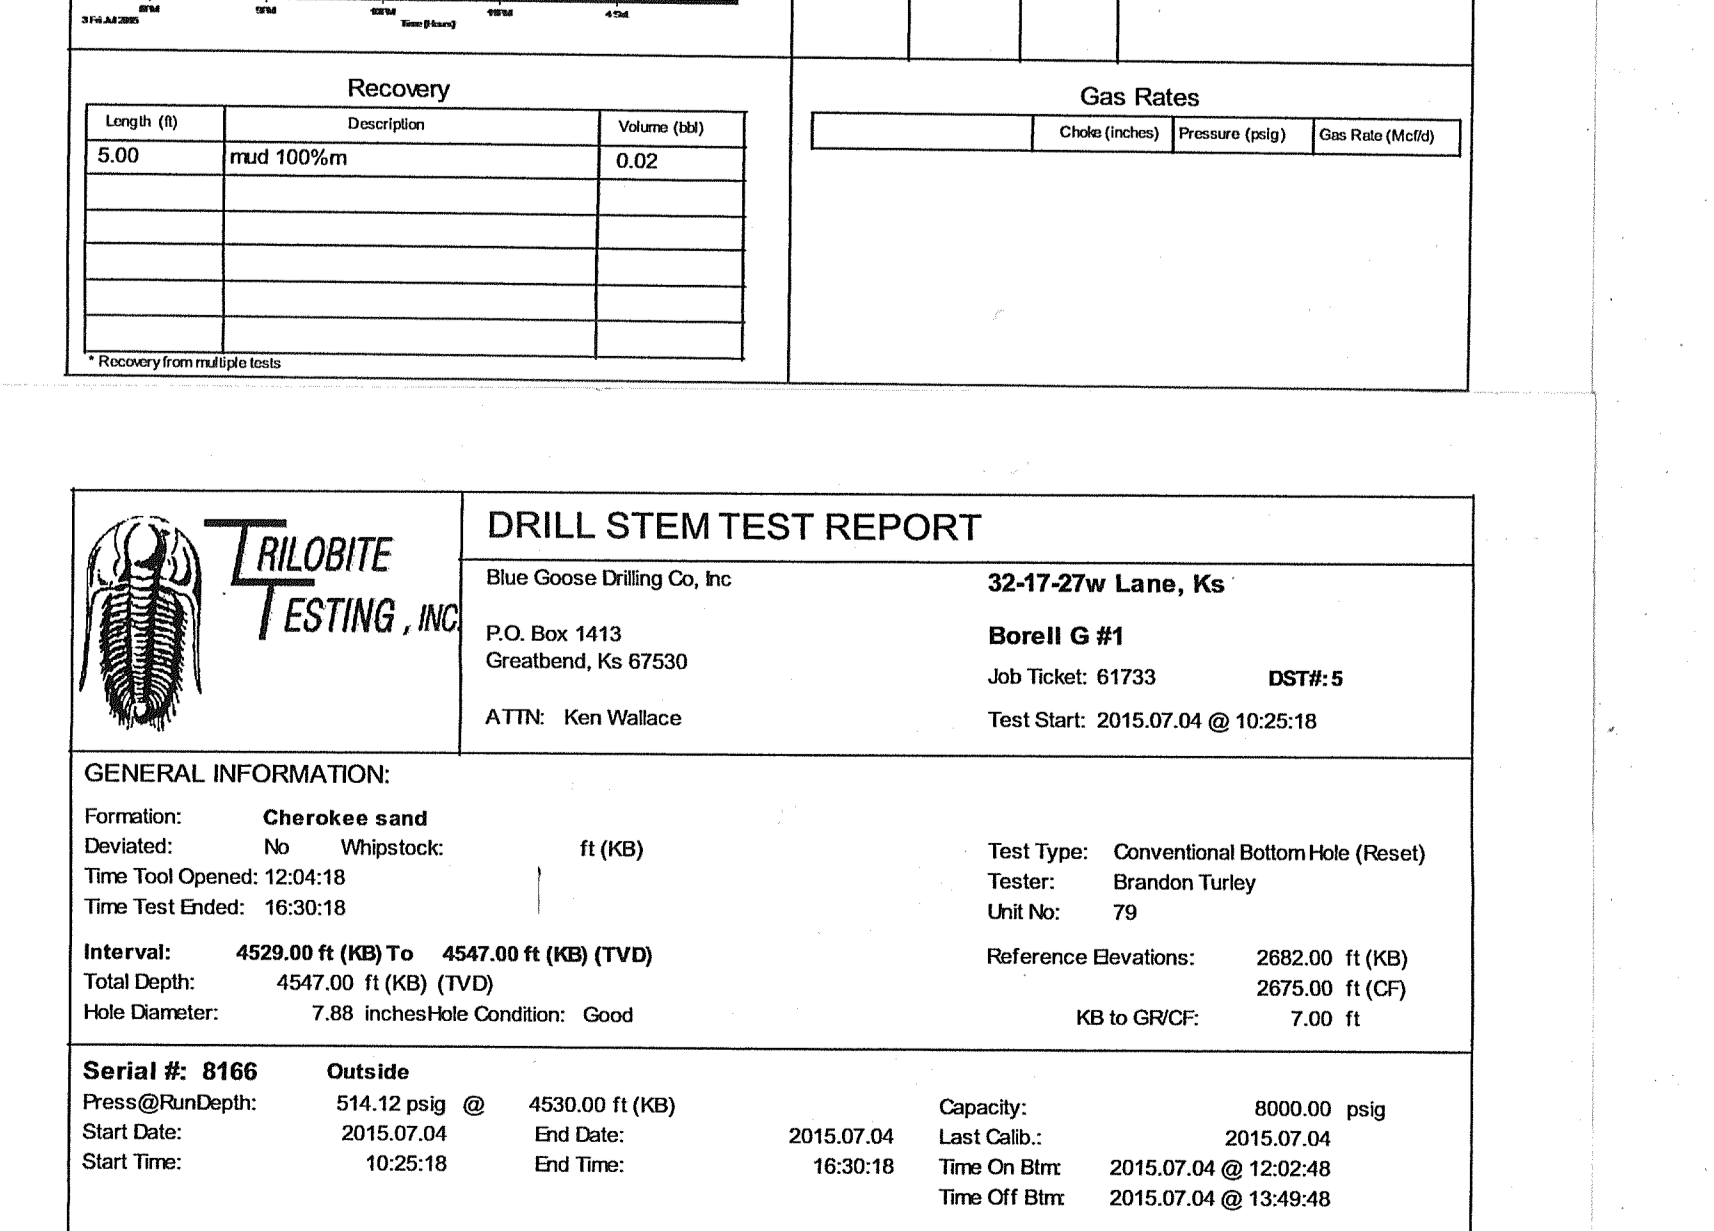 3 Fri Jul 2015
Time (Hours)
4 Sat
Recovery
Length (ft) Description Volume (bbl)
5.00 mud 100%m 0.02
* Recovery from multiple tests
Gas Rates
Choke (inches) Pressure (psig) Gas Rate (Mcf/d)
TRILOBITE
TESTING, INC.
DRILL STEM TEST REPORT
Blue Goose Drilling Co, Inc
P.O. Box 1413
Greatbend, Ks 67530
ATTN: Ken Wallace
32-17-27w Lane, Ks
Borell G #1
Job Ticket: 61733 DST#: 5
Test Start: 2015.07.04 @ 10:25:18
GENERAL INFORMATION:
Formation: Cherokee sand
Deviated: No Whipstock: ft (KB)
Time Tool Opened: 12:04:18
Time Test Ended: 16:30:18
Test Type: Conventional Bottom Hole (Reset)
Tester: Brandon Turley
Unit No: 79
Interval: 4529.00 ft (KB) To 4547.00 ft (KB) (TVD)
Total Depth: 4547.00 ft (KB) (TVD)
Hole Diameter: 7.88 inches Hole Condition: Good
Reference Elevations: 2682.00 ft (KB)
2675.00 ft (CF)
KB to GR/CF: 7.00 ft
Serial #: 8166 Outside
Press@RunDepth: 514.12 psig @ 4530.00 ft (KB) Capacity: 8000.00 psig
Start Date: 2015.07.04 End Date: 2015.07.04 Last Calib.: 2015.07.04
Start Time: 10:25:18 End Time: 16:30:18 Time On Btm: 2015.07.04 @ 12:02:48
Time Off Btm: 2015.07.04 @ 13:49:48